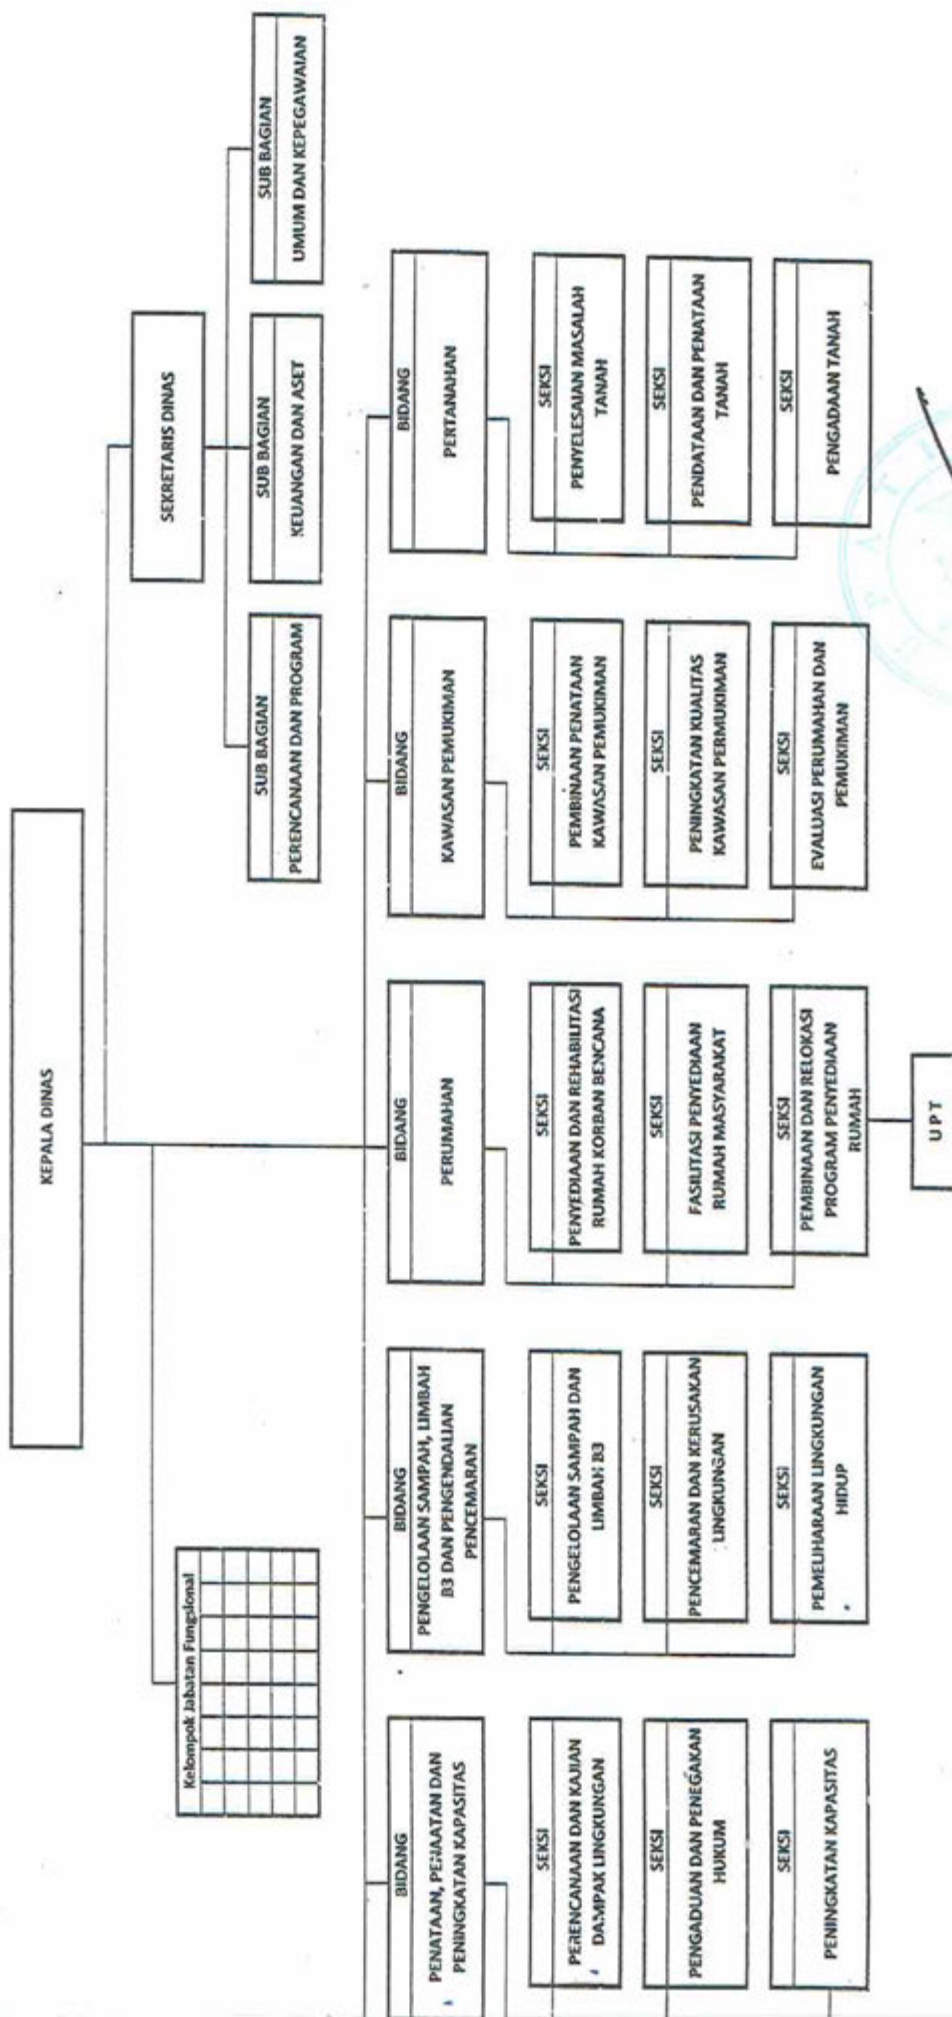 KEPALA DINAS
SEKRETARIS DINAS
SUB BAGIAN
PERENCANAAN DAN PROGRAM
SUB BAGIAN
KEUANGAN DAN ASET
SUB BAGIAN
UMUM DAN KEPEGAWAIAN
Kelompok Jabatan Fungsional
BIDANG
PENATAAN, PENAATAN DAN
PENINGKATAN KAPASITAS
SEKSI
PERENCANAAN DAN KAJIAN
DAMPAK LINGKUNGAN
SEKSI
PENGADUAN DAN PENEGAKAN
HUKUM
SEKSI
PENINGKATAN KAPASITAS
BIDANG
PENGELOLAAN SAMPAH, LIMBAH
B3 DAN PENGENDALIAN
PENCEMARAN
SEKSI
PENGELOLAAN SAMPAH DAN
LIMBAH B3
SEKSI
PENCEMARAN DAN KERUSAKAN
LINGKUNGAN
SEKSI
PEMELIHARAAN LINGKUNGAN
HIDUP
BIDANG
PERUMAHAN
SEKSI
PENYEDIAAN DAN REHABILITASI
RUMAH KORBAN BENCANA
SEKSI
FASILITASI PENYEDIAAN
RUMAH MASYARAKAT
SEKSI
PEMBINAAN DAN RELOKASI
PROGRAM PENYEDIAAN
RUMAH
UPT
BIDANG
KAWASAN PEMUKIMAN
SEKSI
PEMBINAAN PENATAAN
KAWASAN PEMUKIMAN
SEKSI
PENINGKATAN KUALITAS
KAWASAN PERMUKIMAN
SEKSI
EVALUASI PERUMAHAN DAN
PEMUKIMAN
BIDANG
PERTANAHAN
SEKSI
PENYELESAIAN MASALAH
TANAH
SEKSI
PENDATAAN DAN PENATAAN
TANAH
SEKSI
PENGADAAN TANAH